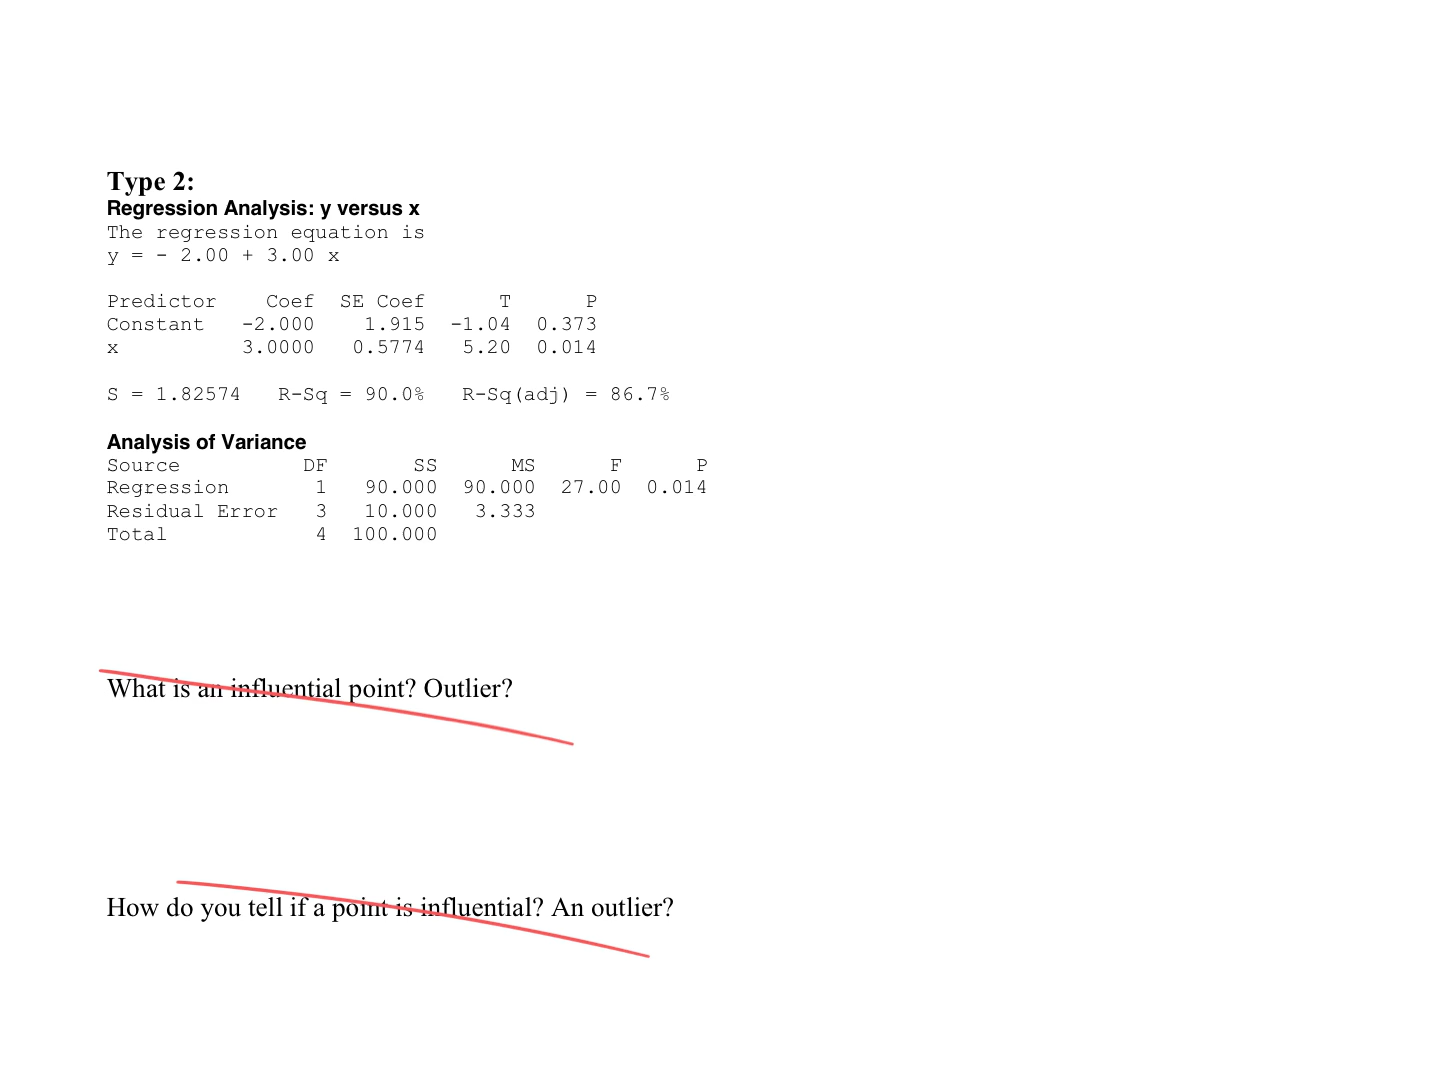 Type 2:
Regression Analysis: y versus x
The regression equation is
y = - 2.00 + 3.00 x
Predictor    Coef  SE Coef      T      P
Constant   -2.000    1.915  -1.04  0.373
x          3.0000   0.5774   5.20  0.014
S = 1.82574   R-Sq = 90.0%   R-Sq(adj) = 86.7%
Analysis of Variance
Source          DF       SS      MS      F      P
Regression       1   90.000  90.000  27.00  0.014
Residual Error   3   10.000   3.333
Total            4  100.000
What is an influential point? Outlier?
How do you tell if a point is influential? An outlier?